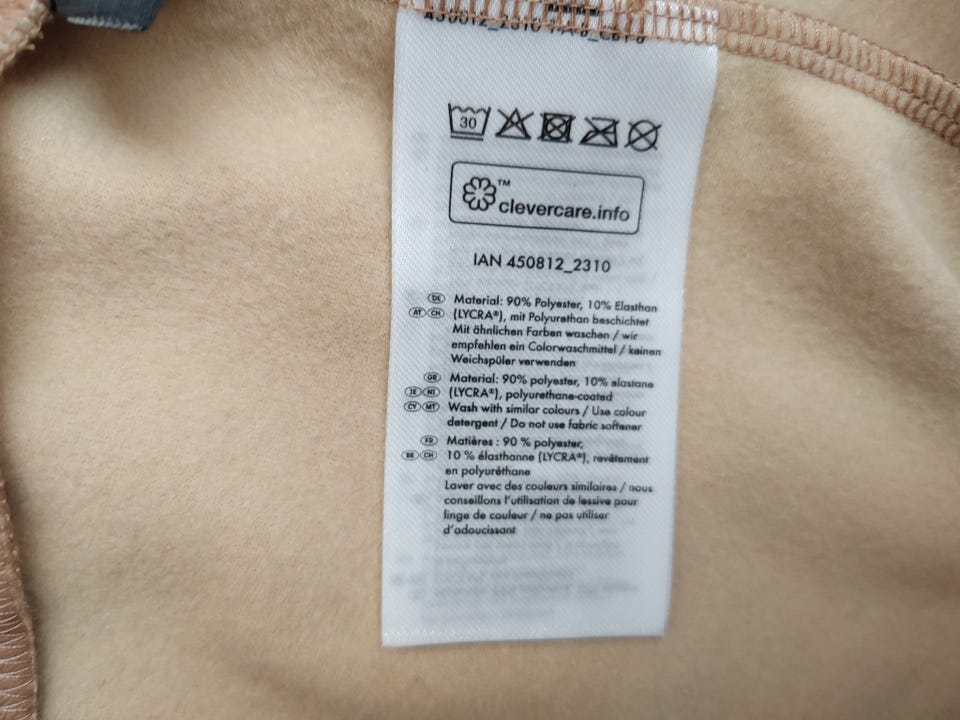 30
™
clevercare.info
IAN 450812_2310
DE Material: 90% Polyester, 10% Elasthan
AT CH (LYCRA®), mit Polyurethan beschichtet
Mit ähnlichen Farben waschen / wir
empfehlen ein Colorwaschmittel / keinen
Weichspüler verwenden
GB Material: 90% polyester, 10% elastane
IE NI (LYCRA®), polyurethane-coated
CY MT Wash with similar colours / Use colour
detergent / Do not use fabric softener
FR Matières : 90 % polyester,
BE CH 10 % élasthanne (LYCRA®), revêtement
en polyuréthane
Laver avec des couleurs similaires / nous
conseillons l'utilisation de lessive pour
linge de couleur / ne pas utiliser
d'adoucissant